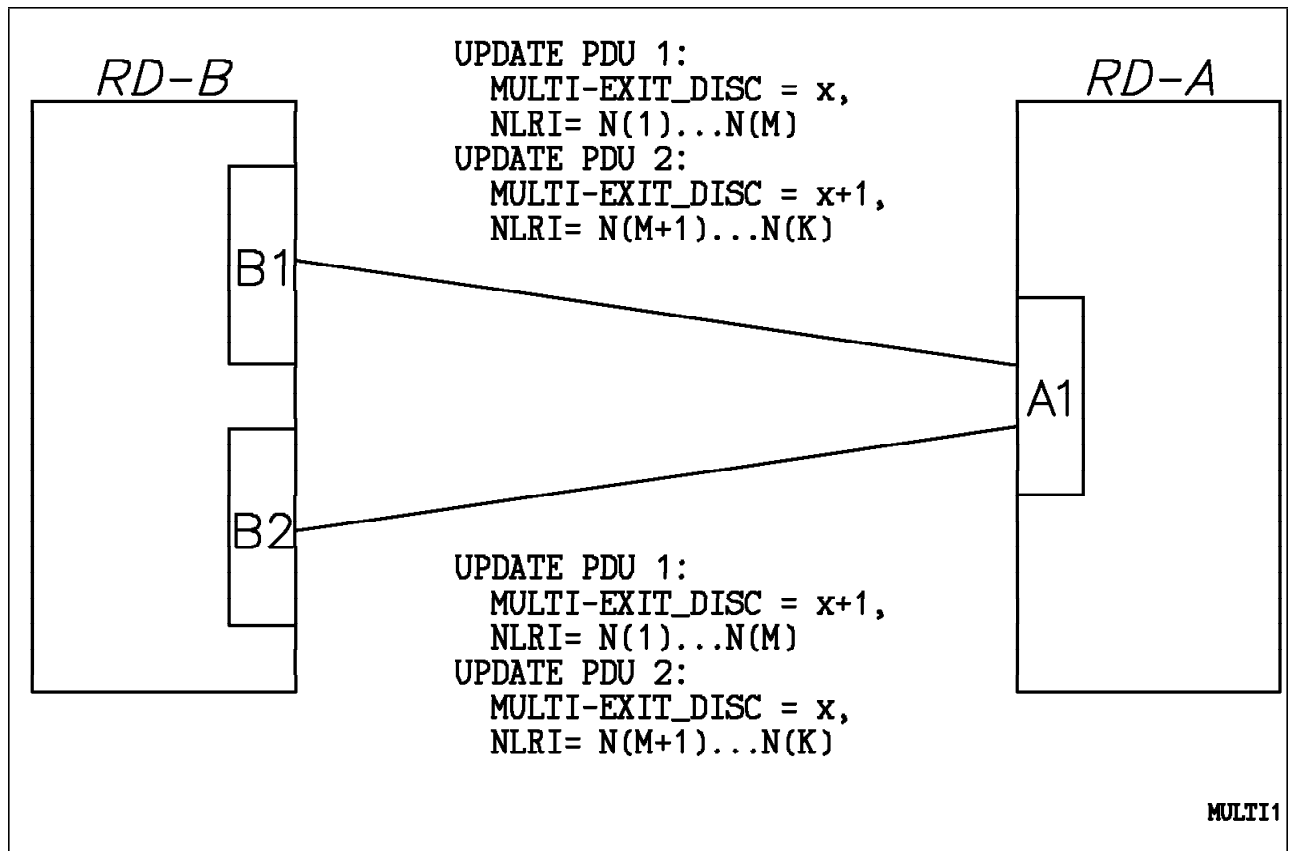 RD-B
UPDATE PDU 1:
MULTI-EXIT_DISC = x,
NLRI= N(1)...N(M)
UPDATE PDU 2:
MULTI-EXIT_DISC = x+1,
NLRI= N(M+1)...N(K)
RD-A
B1
A1
B2
UPDATE PDU 1:
MULTI-EXIT_DISC = x+1,
NLRI= N(1)...N(M)
UPDATE PDU 2:
MULTI-EXIT_DISC = x,
NLRI= N(M+1)...N(K)
MULTI1